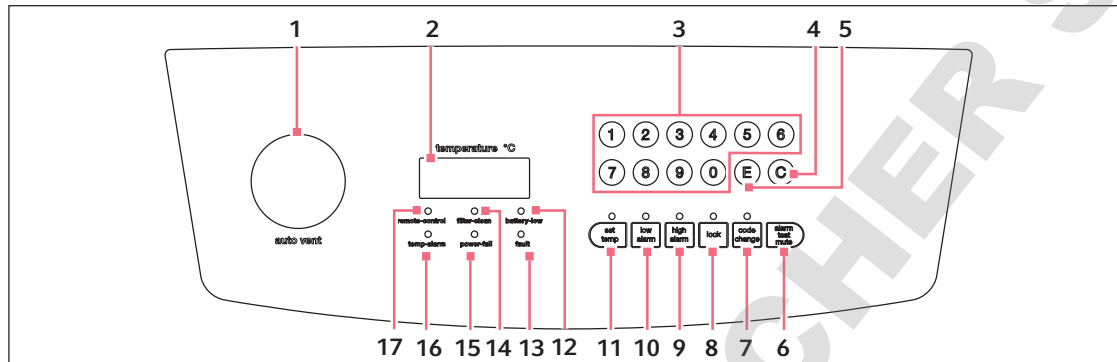 1 2 3 4 5
temperature °C
1 2 3 4 5 6
7 8 9 0 E C
remote-control filter-clean battery-low
auto vent
temp-alarm power-fail fault
set temp
low alarm
high alarm
lock
code change
alarm test mute
17 16 15 14 13 12 11 10 9 8 7 6
CHER S